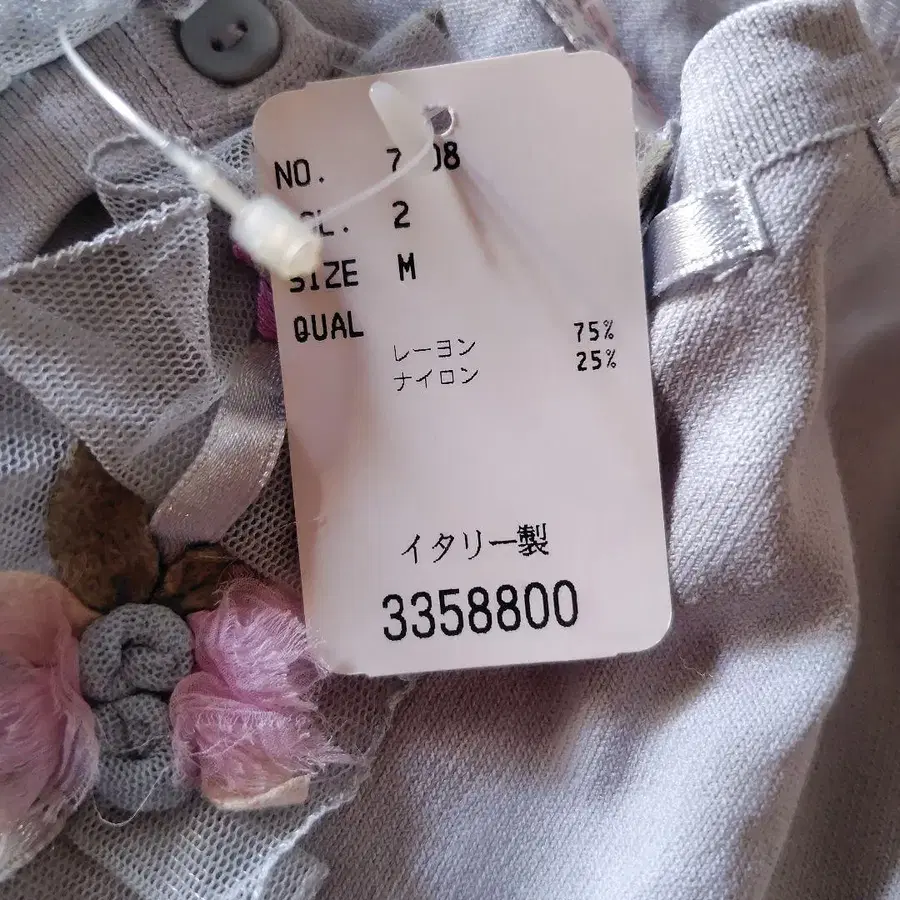 NO.
COL. 2
SIZE M
QUAL
レーヨン 75%
ナイロン 25%
イタリー製
3358800